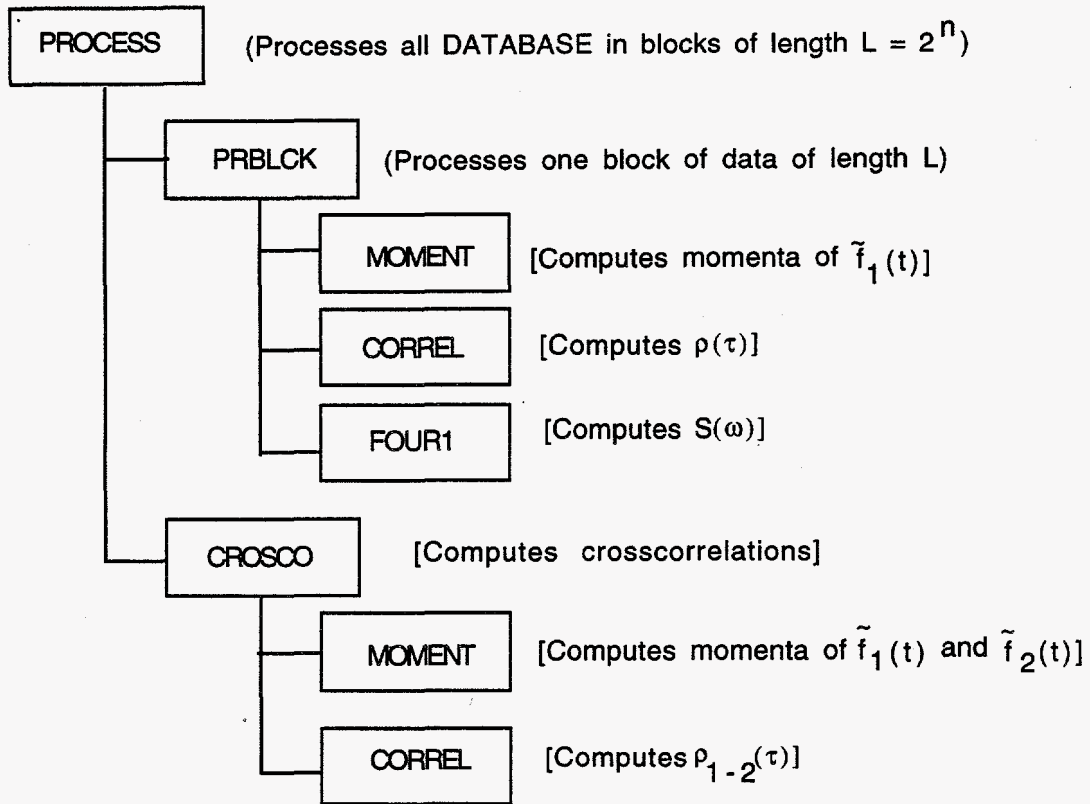 PROCESS (Processes all DATABASE in blocks of length L = 2^n)
PRBLCK (Processes one block of data of length L)
MOMENT [Computes momenta of f̃₁(t)]
CORREL [Computes ρ(τ)]
FOUR1 [Computes S(ω)]
CROSCO [Computes crosscorrelations]
MOMENT [Computes momenta of f̃₁(t) and f̃₂(t)]
CORREL [Computes ρ₁₋₂(τ)]